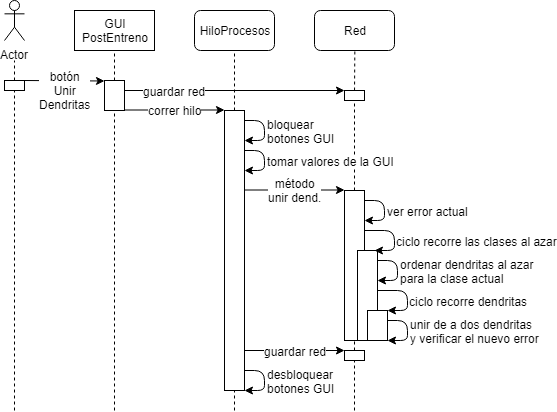 Actor
GUI
PostEntreno
HiloProcesos
Red
botón
Unir
Dendritas
guardar red
correr hilo
bloquear
botones GUI
tomar valores de la GUI
método
unir dend.
ver error actual
ciclo recorre las clases al azar
ordenar dendritas al azar
para la clase actual
ciclo recorre dendritas
unir de a dos dendritas
y verificar el nuevo error
guardar red
desbloquear
botones GUI